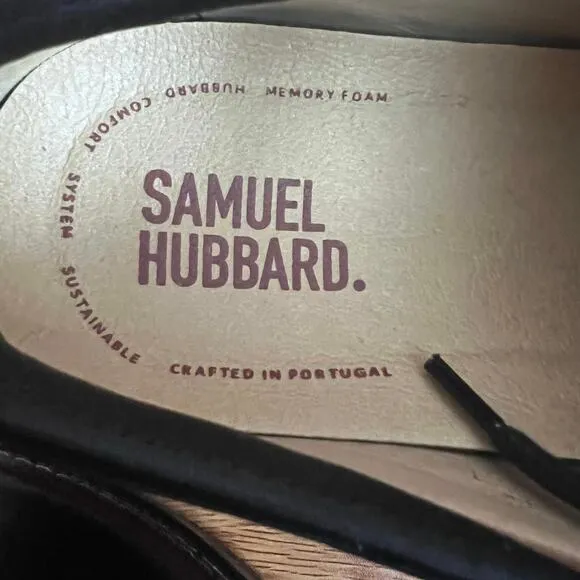 MEMORY FOAM
HUBBARD
COMFORT
SYSTEM
SUSTAINABLE
CRAFTED IN PORTUGAL
SAMUEL
HUBBARD.